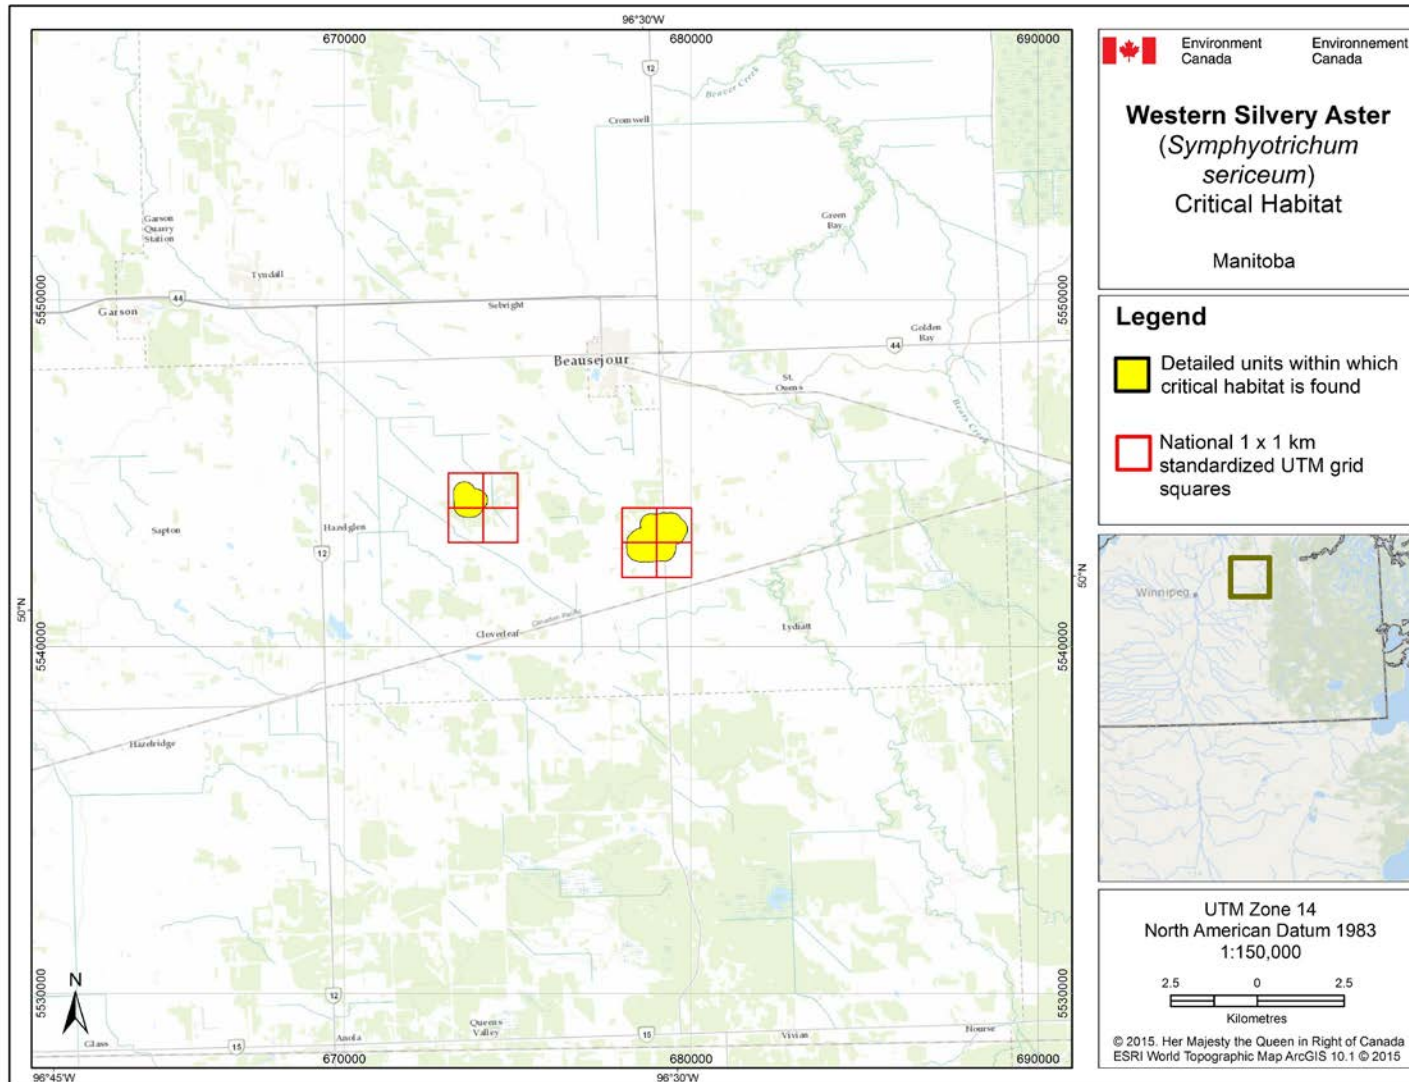 96°30'W
670000
680000
690000
12
Beaver Creek
Cromwell
Garson
Quarry
Station
Green
Bay
Tyndall
5550000
5550000
44
Selbright
Garson
Golden
Bay
44
Beausejour
St.
Ouens
Brars Creek
Sapton
Hazelglen
12
50°N
50°N
Canadian Pacific
Cloverleaf
Lydiatt
5540000
5540000
Hazelridge
5530000
5530000
N
12
Queens
Valley
15
Vivian
Nourse
Glass
15
Anola
670000
680000
690000
96°45'W
96°30'W
Environment
Canada
Environnement
Canada
Western Silvery Aster
(Symphyotrichum
sericeum)
Critical Habitat
Manitoba
Legend
Detailed units within which
critical habitat is found
National 1 x 1 km
standardized UTM grid
squares
Winnipeg
UTM Zone 14
North American Datum 1983
1:150,000
2.5 0 2.5
Kilometres
© 2015. Her Majesty the Queen in Right of Canada
ESRI World Topographic Map ArcGIS 10.1 © 2015